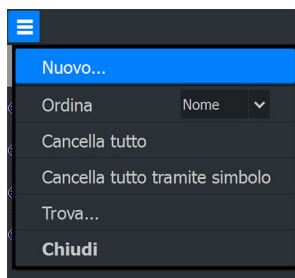 Nuovo...
Ordina Nome
Cancella tutto
Cancella tutto tramite simbolo
Trova...
Chiudi